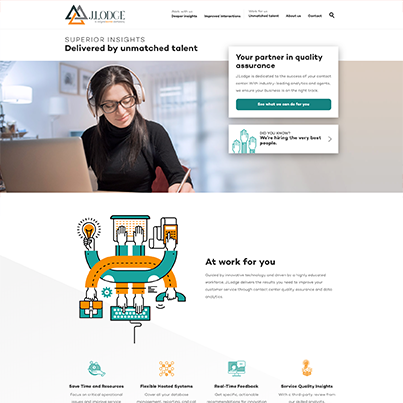 JLODGE
Work with us
Deeper Insights
Improved Interactions
Work for us
Unmatched talent
About us
Contact us
SUPERIOR INSIGHTS
Delivered by unmatched talent
Your partner in quality
assurance
JLodge is dedicated to the success of your contact
center. With industry-leading analytics and agents,
we ensure your business is on the right track.
See what we can do for you
DID YOU KNOW?
We're hiring the very best
people.
At work for you
Guided by innovative technology and driven by a highly educated
workforce, JLodge delivers the results you need to improve your
customer service through contact center quality assurance and data
analytics.
Save Time and Resources
Flexible Hosted Systems
Real-Time Feedback
Service Quality Insights
Focus on critical operational
issues and improve service
Grow all your database
management, reporting, and call
Get specific, actionable
recommendations for innovation
With a third-party review from
our skilled analysts